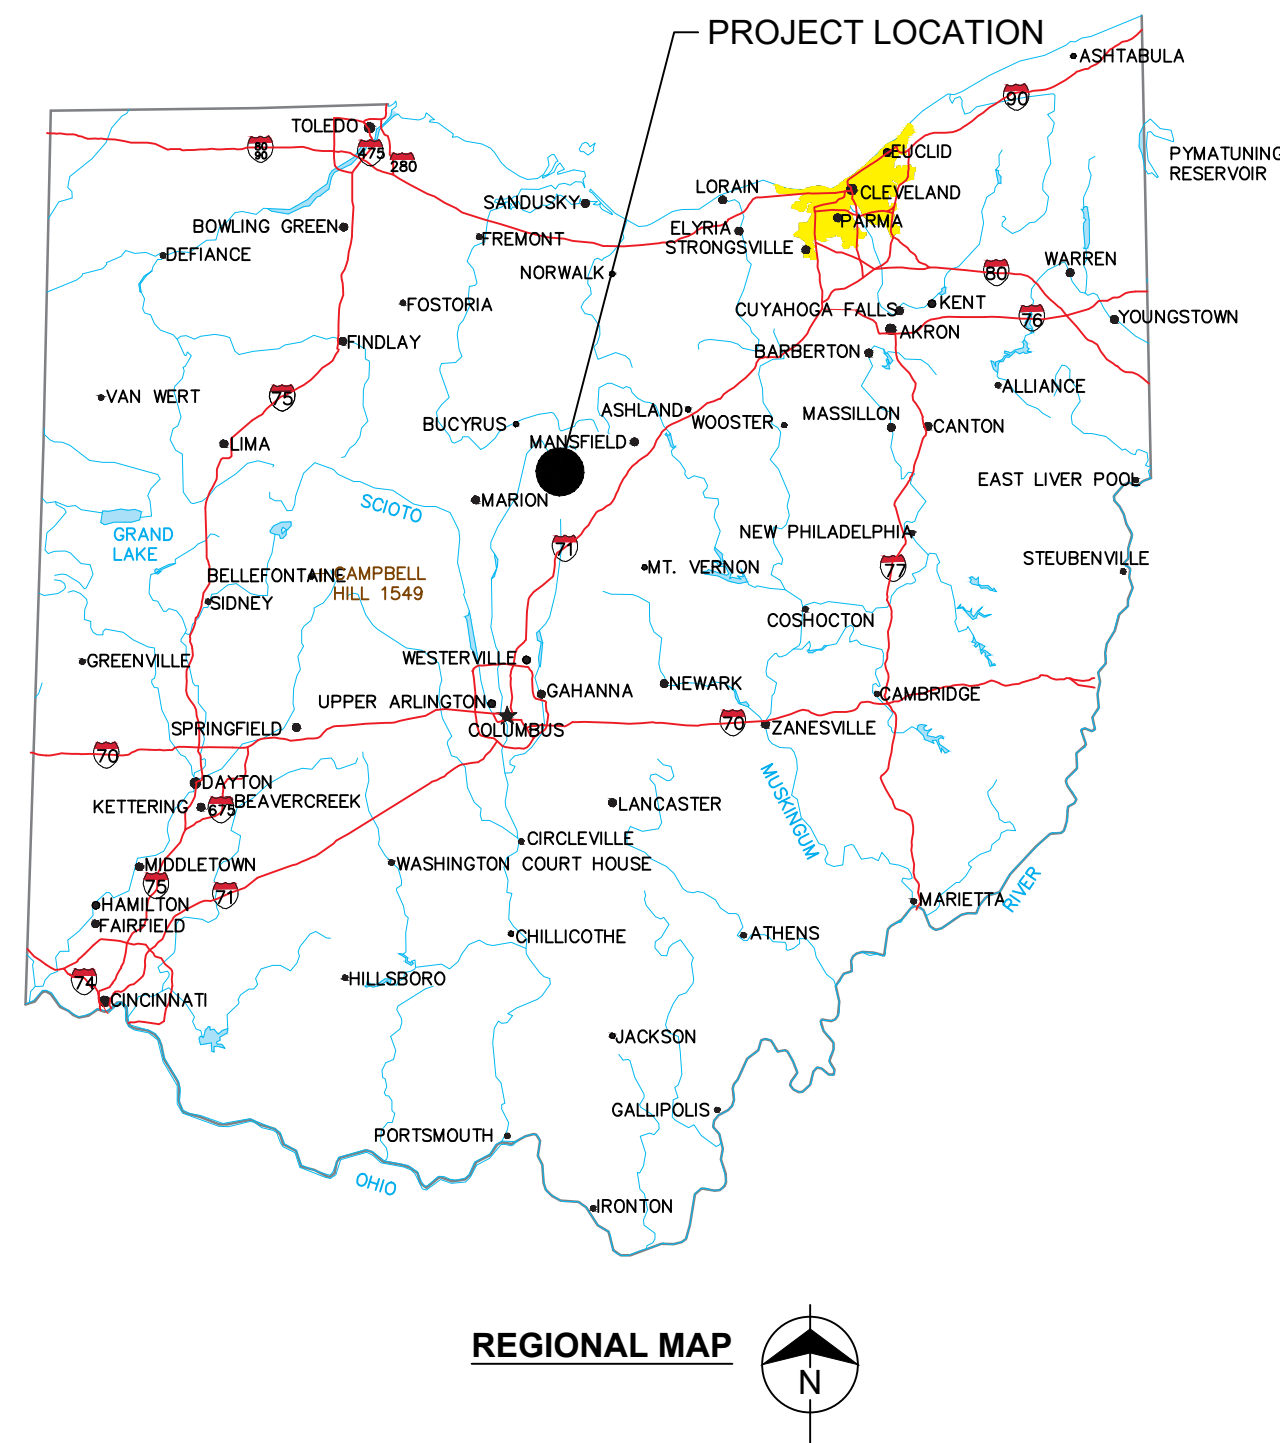 PROJECT LOCATION
ASHTABULA
90
TOLEDO
80
90
475
280
EUCLID
PYMATUNING
RESERVOIR
LORAIN
CLEVELAND
SANDUSKY
PARMA
BOWLING GREEN
ELYRIA
FREMONT
STRONGSVILLE
DEFIANCE
WARREN
NORWALK
80
FOSTORIA
KENT
CUYAHOGA FALLS
76
YOUNGSTOWN
AKRON
FINDLAY
BARBERTON
ALLIANCE
VAN WERT
75
ASHLAND
WOOSTER
MASSILLON
BUCYRUS
CANTON
LIMA
MANSFIELD
EAST LIVER POOL
MARION
SCIOTO
GRAND
LAKE
NEW PHILADELPHIA
71
STEUBENVILLE
MT. VERNON
77
BELLEFONTAINE
CAMPBELL
HILL 1549
SIDNEY
COSHOCTON
WESTERVILLE
GREENVILLE
NEWARK
GAHANNA
CAMBRIDGE
UPPER ARLINGTON
70
SPRINGFIELD
COLUMBUS
ZANESVILLE
70
DAYTON
KETTERING
675
BEAVERCREEK
LANCASTER
MUSKINGUM
CIRCLEVILLE
MIDDLETOWN
WASHINGTON COURT HOUSE
75
71
RIVER
HAMILTON
MARIETTA
FAIRFIELD
CHILLICOTHE
ATHENS
74
HILLSBORO
CINCINNATI
JACKSON
GALLIPOLIS
PORTSMOUTH
OHIO
IRONTON
REGIONAL MAP
N